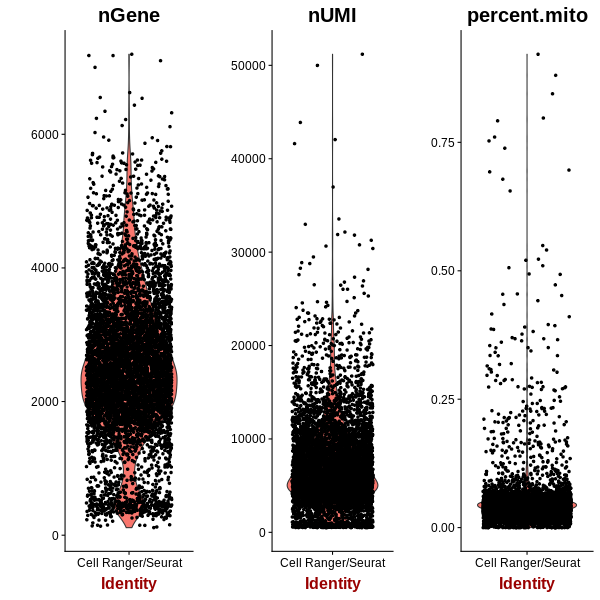 nGene
6000
4000
2000
0
Cell Ranger/Seurat
Identity
nUMI
50000
40000
30000
20000
10000
0
Cell Ranger/Seurat
Identity
percent.mito
0.75
0.50
0.25
0.00
Cell Ranger/Seurat
Identity